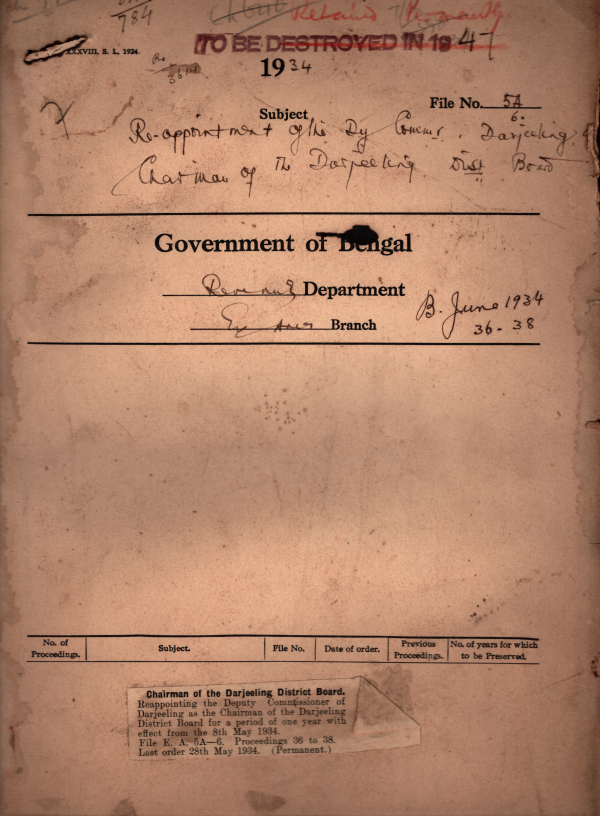 784
Retained Permanently.
XXXVIII, S. L., 1924.
TO BE DESTROYED IN 1947
1934
File No. 5A
6.
Subject
Re-appointment of the Dy Commr., Darjeeling,
Chairman of the Darjeeling Dist Board
Government of Bengal
Revenue Department
Branch
B. June 1934
36-38
No. of Proceedings.
Subject.
File No.
Date of order.
Previous Proceedings.
No. of years for which to be Preserved.
Chairman of the Darjeeling District Board.
Reappointing the Deputy Commissioner of
Darjeeling as the Chairman of the Darjeeling
District Board for a period of one year with
effect from the 8th May 1934.
File E. A. 5A—6. Proceedings 36 to 38.
Lost order 28th May 1934. (Permanent.)